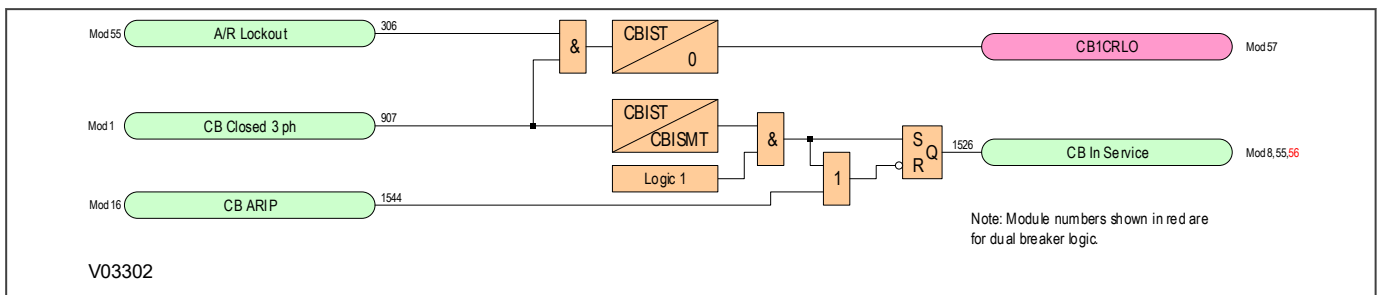 Mod 55
A/R Lockout
306
&
CBIST
0
CB1CRLO
Mod 57
Mod 1
CB Closed 3 ph
907
CBIST
CBISMT
&
Logic 1
1
S
Q
R
1526
CB In Service
Mod 8,55,56
Mod 16
CB ARIP
1544
Note: Module numbers shown in red are
for dual breaker logic.
V03302